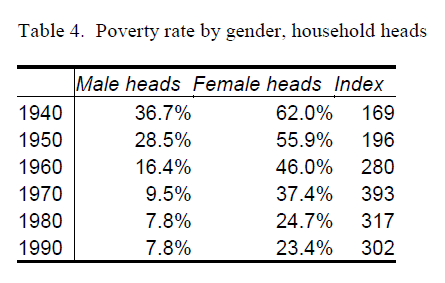 Table 4. Poverty rate by gender, household heads
Male heads Female heads Index
1940 36.7% 62.0% 169
1950 28.5% 55.9% 196
1960 16.4% 46.0% 280
1970 9.5% 37.4% 393
1980 7.8% 24.7% 317
1990 7.8% 23.4% 302